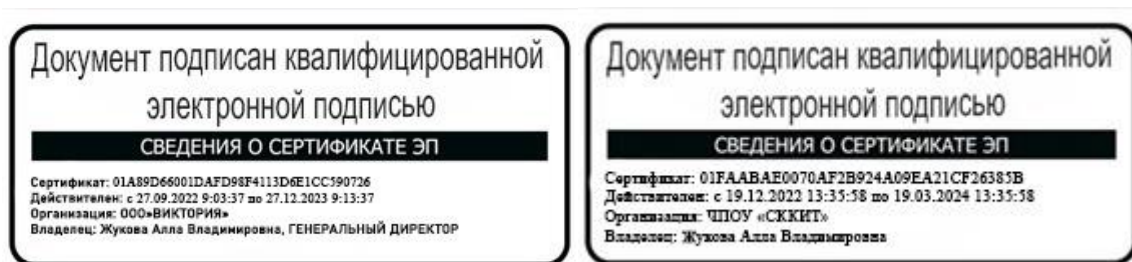 Документ подписан квалифицированной
электронной подписью
СВЕДЕНИЯ О СЕРТИФИКАТЕ ЭП
Сертификат: 01A89D66001DAFD98F4113D6E1CC590726
Действителен: с 27.09.2022 9:03:37 по 27.12.2023 9:13:37
Организация: ООО»ВИКТОРИЯ»
Владелец: Жукова Алла Владимировна, ГЕНЕРАЛЬНЫЙ ДИРЕКТОР
Документ подписан квалифицированной
электронной подписью
СВЕДЕНИЯ О СЕРТИФИКАТЕ ЭП
Сертификат: 01FAABAE0070AF2B924A09EA21CF26385B
Действителен: с 19.12.2022 13:35:58 по 19.03.2024 13:35:58
Организация: ЧПОУ «СККИТ»
Владелец: Жукова Алла Владимировна